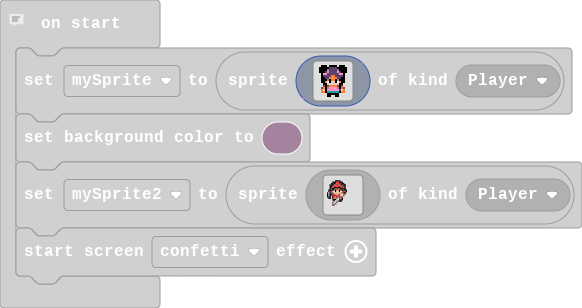 on start
set mySprite to sprite of kind Player
set background color to
set mySprite2 to sprite of kind Player
start screen confetti effect